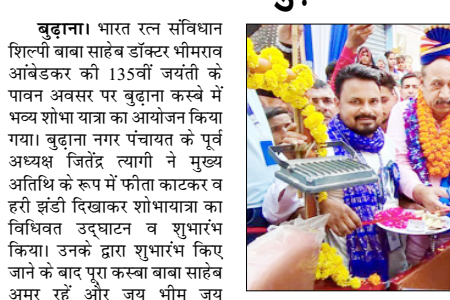 बुढ़ाना। भारत रत्न संविधान
शिल्पी बाबा साहेब डॉक्टर भीमराव
आंबेडकर की 135वीं जयंती के
पावन अवसर पर बुढ़ाना कस्बे में
भव्य शोभा यात्रा का आयोजन किया
गया। बुढ़ाना नगर पंचायत के पूर्व
अध्यक्ष जितेंद्र त्यागी ने मुख्य
अतिथि के रूप में फीता काटकर व
हरी झंडी दिखाकर शोभायात्रा का
विधिवत उद्घाटन व शुभारंभ
किया। उनके द्वारा शुभारंभ किए
जाने के बाद पूरा कस्बा बाबा साहेब
अमर रहें और जय भीम जय